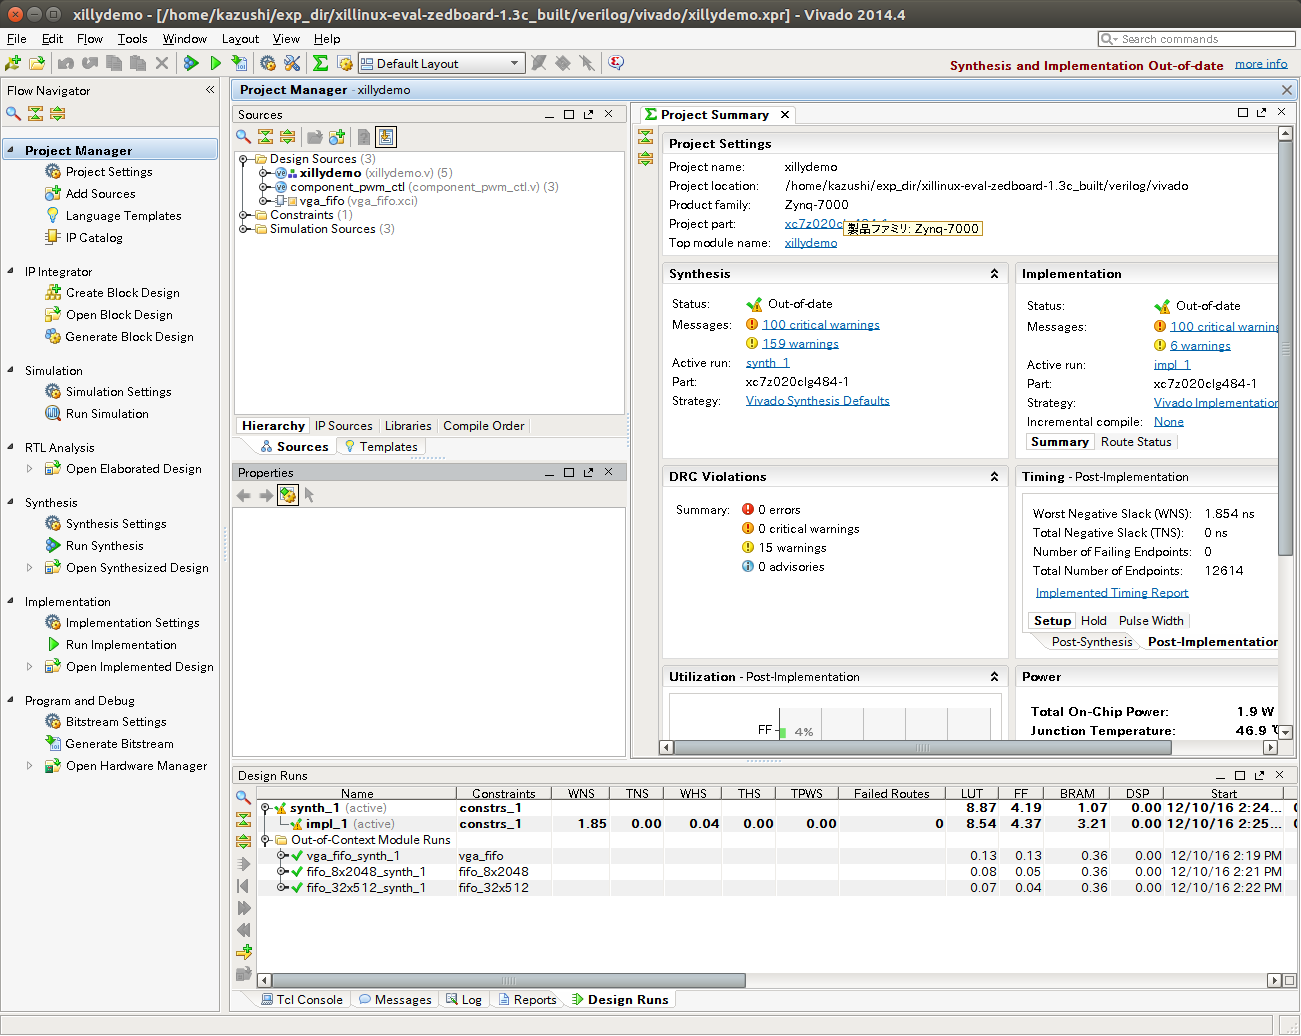 xillydemo - [/home/kazushi/exp_dir/xillinux-eval-zedboard-1.3c_built/verilog/vivado/xillydemo.xpr] - Vivado 2014.4
File Edit Flow Tools Window Layout View Help
Search commands
Default Layout
Synthesis and Implementation Out-of-date more info
Flow Navigator
Project Manager
Project Settings
Add Sources
Language Templates
IP Catalog
IP Integrator
Create Block Design
Open Block Design
Generate Block Design
Simulation
Simulation Settings
Run Simulation
RTL Analysis
Open Elaborated Design
Synthesis
Synthesis Settings
Run Synthesis
Open Synthesized Design
Implementation
Implementation Settings
Run Implementation
Open Implemented Design
Program and Debug
Bitstream Settings
Generate Bitstream
Open Hardware Manager
Project Manager - xillydemo
Sources
Design Sources (3)
xillydemo (xillydemo.v) (5)
component_pwm_ctl (component_pwm_ctl.v) (3)
vga_fifo (vga_fifo.xci)
Constraints (1)
Simulation Sources (3)
Hierarchy IP Sources Libraries Compile Order
Sources Templates
Properties
Project Summary
Project Settings
Project name: xillydemo
Project location: /home/kazushi/exp_dir/xillinux-eval-zedboard-1.3c_built/verilog/vivado
Product family: Zynq-7000
Project part: xc7z020clg484-1
製品ファミリ: Zynq-7000
Top module name: xillydemo
Synthesis
Status: Out-of-date
Messages: 100 critical warnings
159 warnings
Active run: synth_1
Part: xc7z020clg484-1
Strategy: Vivado Synthesis Defaults
Implementation
Status: Out-of-date
Messages: 100 critical warning
6 warnings
Active run: impl_1
Part: xc7z020clg484-1
Strategy: Vivado Implementation
Incremental compile: None
Summary Route Status
DRC Violations
Summary: 0 errors
0 critical warnings
15 warnings
0 advisories
Timing - Post-Implementation
Worst Negative Slack (WNS): 1.854 ns
Total Negative Slack (TNS): 0 ns
Number of Failing Endpoints: 0
Total Number of Endpoints: 12614
Implemented Timing Report
Setup Hold Pulse Width
Post-Synthesis Post-Implementation
Utilization - Post-Implementation
FF 4%
Power
Total On-Chip Power: 1.9 W
Junction Temperature: 46.9 °C
Design Runs
Name Constraints WNS TNS WHS THS TPWS Failed Routes LUT FF BRAM DSP Start
synth_1 (active) constrs_1 8.87 4.19 1.07 0.00 12/10/16 2:24...
impl_1 (active) constrs_1 1.85 0.00 0.04 0.00 0.00 0 8.54 4.37 3.21 0.00 12/10/16 2:25...
Out-of-Context Module Runs
vga_fifo_synth_1 vga_fifo 0.13 0.13 0.36 0.00 12/10/16 2:19 PM
fifo_8x2048_synth_1 fifo_8x2048 0.08 0.05 0.36 0.00 12/10/16 2:21 PM
fifo_32x512_synth_1 fifo_32x512 0.07 0.04 0.36 0.00 12/10/16 2:22 PM
Tcl Console Messages Log Reports Design Runs